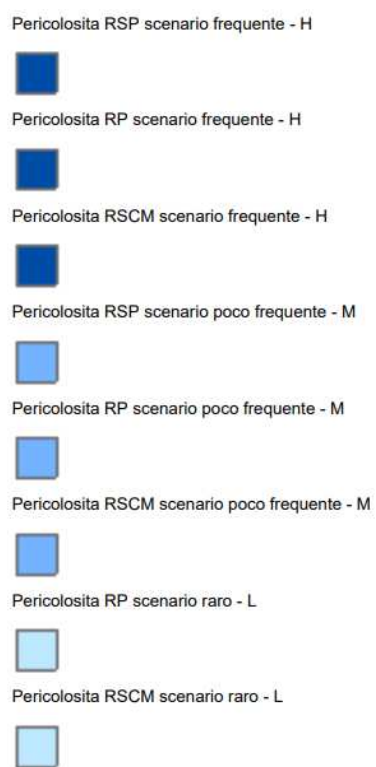 Pericolosita RSP scenario frequente - H
Pericolosita RP scenario frequente - H
Pericolosita RSCM scenario frequente - H
Pericolosita RSP scenario poco frequente - M
Pericolosita RP scenario poco frequente - M
Pericolosita RSCM scenario poco frequente - M
Pericolosita RP scenario raro - L
Pericolosita RSCM scenario raro - L